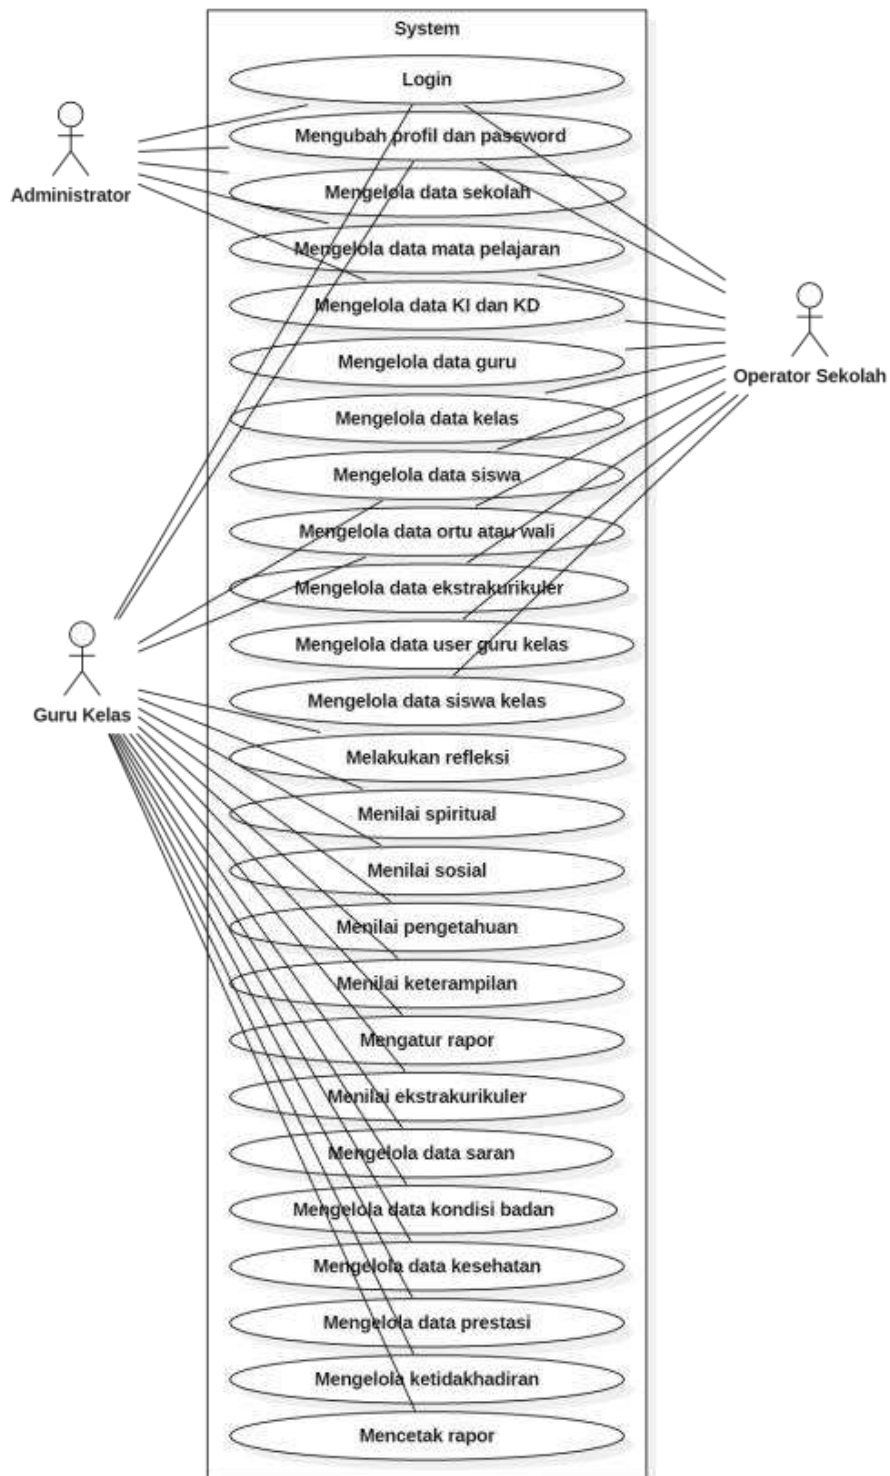 System
Login
Mengubah profil dan password
Mengelola data sekolah
Administrator
Mengelola data mata pelajaran
Mengelola data KI dan KD
Mengelola data guru
Operator Sekolah
Mengelola data kelas
Mengelola data siswa
Mengelola data ortu atau wali
Mengelola data ekstrakurikuler
Mengelola data user guru kelas
Mengelola data siswa kelas
Guru Kelas
Melakukan refleksi
Menilai spiritual
Menilai sosial
Menilai pengetahuan
Menilai keterampilan
Mengatur rapor
Menilai ekstrakurikuler
Mengelola data saran
Mengelola data kondisi badan
Mengelola data kesehatan
Mengelola data prestasi
Mengelola ketidakhadiran
Mencetak rapor